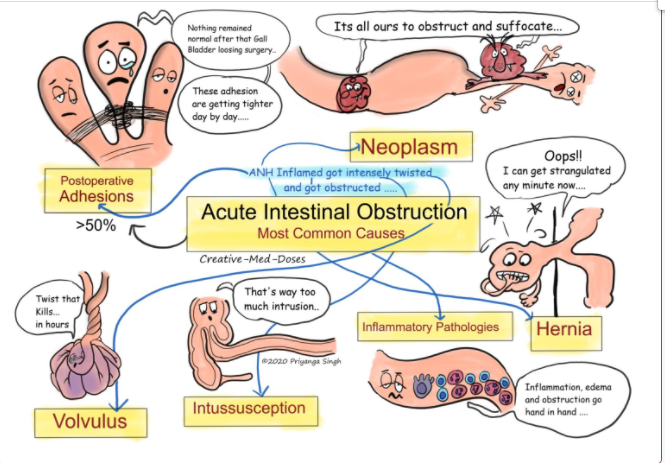 Nothing remained
normal after that Gall
Bladder loosing surgery..
These adhesion
are getting tighter
day by day.....
Its all ours to obstruct and suffocate...
Neoplasm
Postoperative
Adhesions
>50%
ANH Inflamed got intensely twisted
and got obstructed .....
Acute Intestinal Obstruction
Most Common Causes
Creative-Med-Doses
Oops!!
I can get strangulated
any minute now....
Twist that
Kills...
in hours
That's way too
much intrusion..
©2020 Priyanga Singh
Inflammatory Pathologies
Hernia
Volvulus
Intussusception
Inflammation, edema
and obstruction go
hand in hand ....